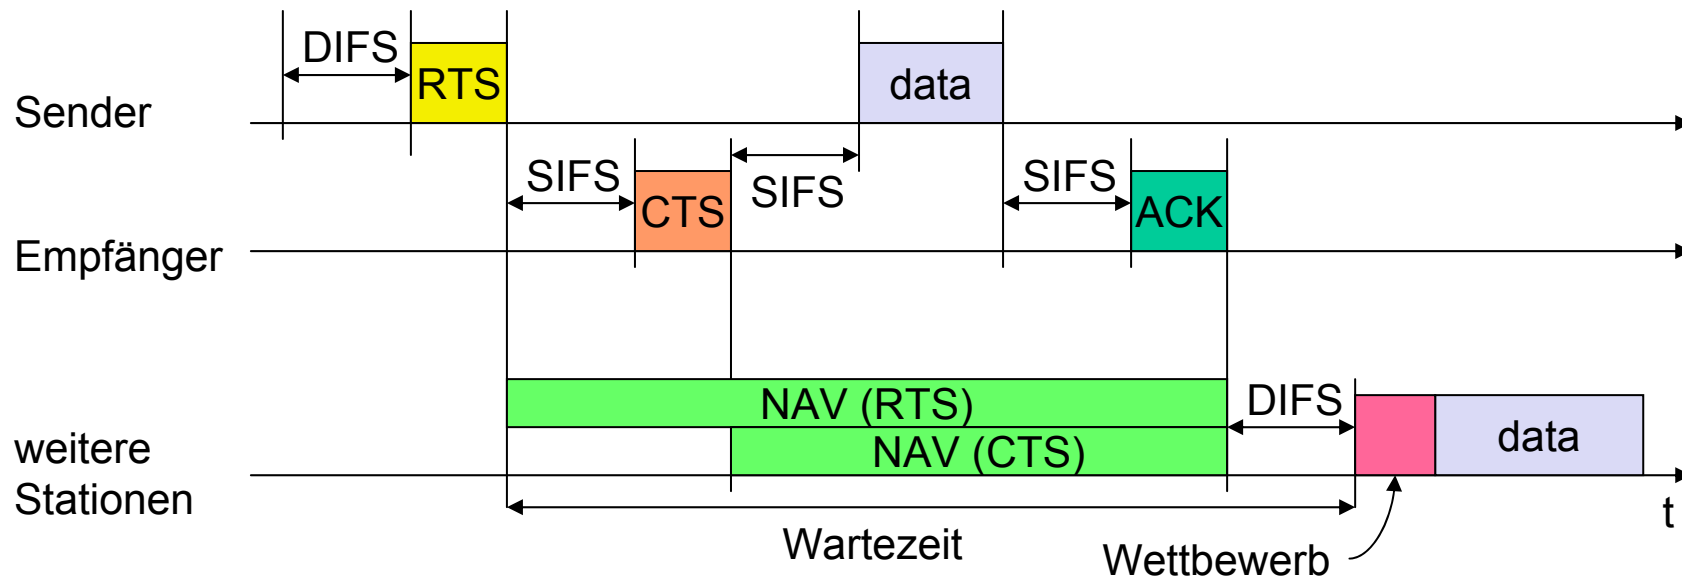 DIFS
RTS
data
Sender
SIFS
CTS
SIFS
SIFS
ACK
Empfänger
NAV (RTS)
DIFS
NAV (CTS)
data
weitere
Stationen
t
Wartezeit
Wettbewerb